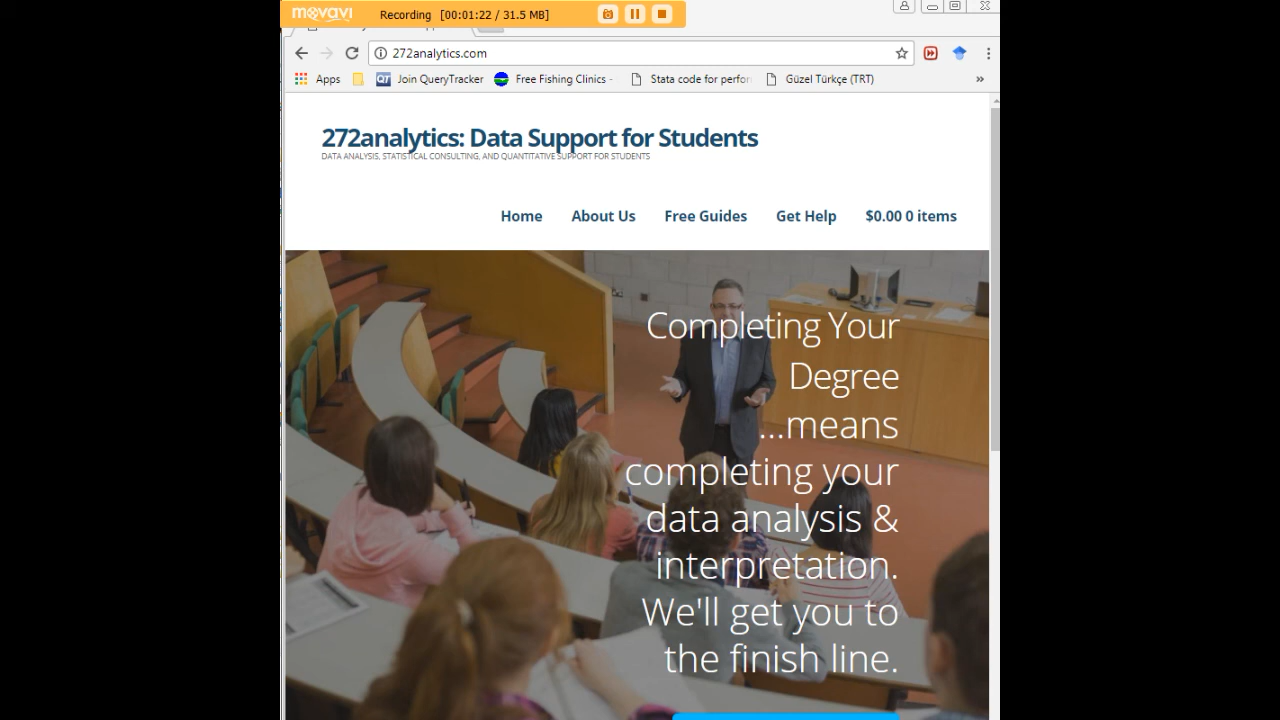 movavi Recording [00:01:22 / 31.5 MB]
272analytics.com
Apps Join QueryTracker Free Fishing Clinics - Stata code for perfor Güzel Türkçe (TRT) »
272analytics: Data Support for Students
DATA ANALYSIS, STATISTICAL CONSULTING, AND QUANTITATIVE SUPPORT FOR STUDENTS
Home About Us Free Guides Get Help $0.00 0 items
Completing Your
Degree
...means
completing your
data analysis &
interpretation.
We'll get you to
the finish line.